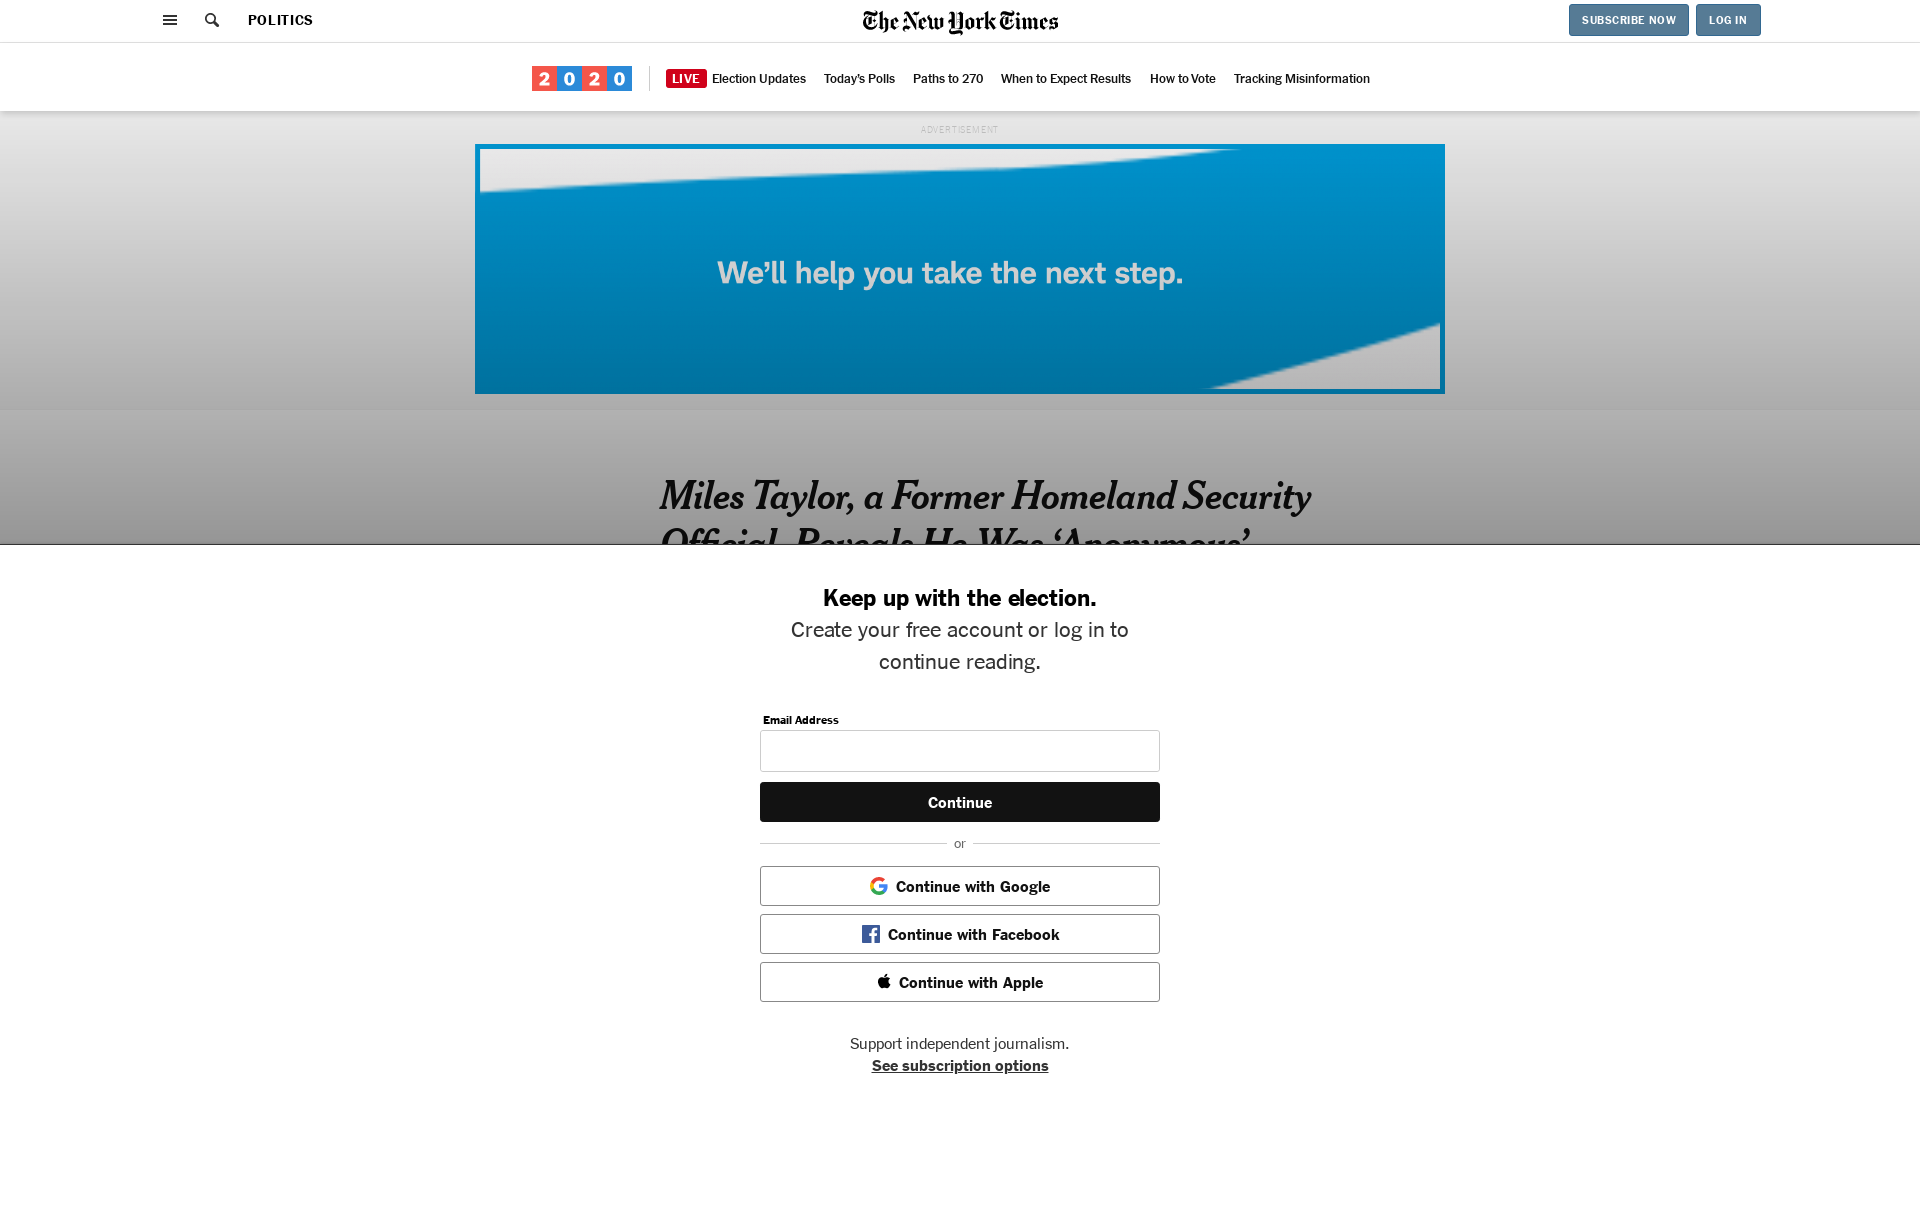 POLITICS
The New York Times
SUBSCRIBE NOW
LOG IN
2020
LIVE Election Updates
Today's Polls
Paths to 270
When to Expect Results
How to Vote
Tracking Misinformation
ADVERTISEMENT
We'll help you take the next step.
Miles Taylor, a Former Homeland Security
Official, Reveals He Was ‘Anonymous’
Keep up with the election.
Create your free account or log in to
continue reading.
Email Address
Continue
or
Continue with Google
Continue with Facebook
Continue with Apple
Support independent journalism.
See subscription options